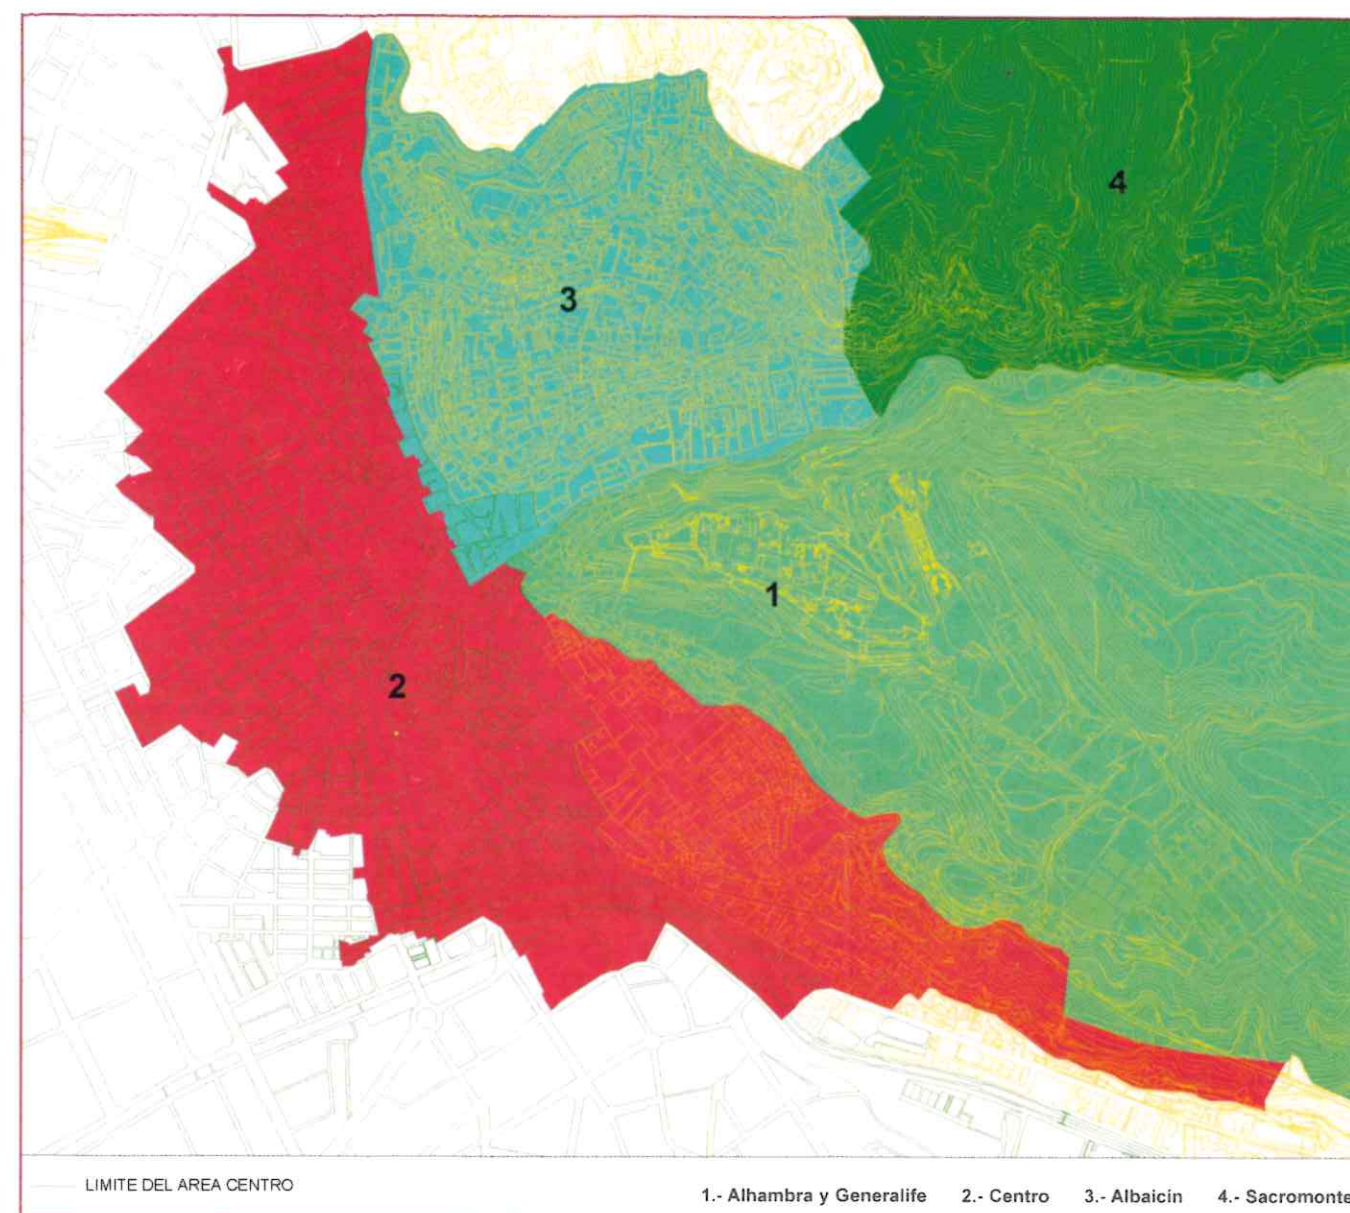 4
3
1
2
LIMITE DEL AREA CENTRO
1.- Alhambra y Generalife 2.- Centro 3.- Albaicín 4.- Sacromonte